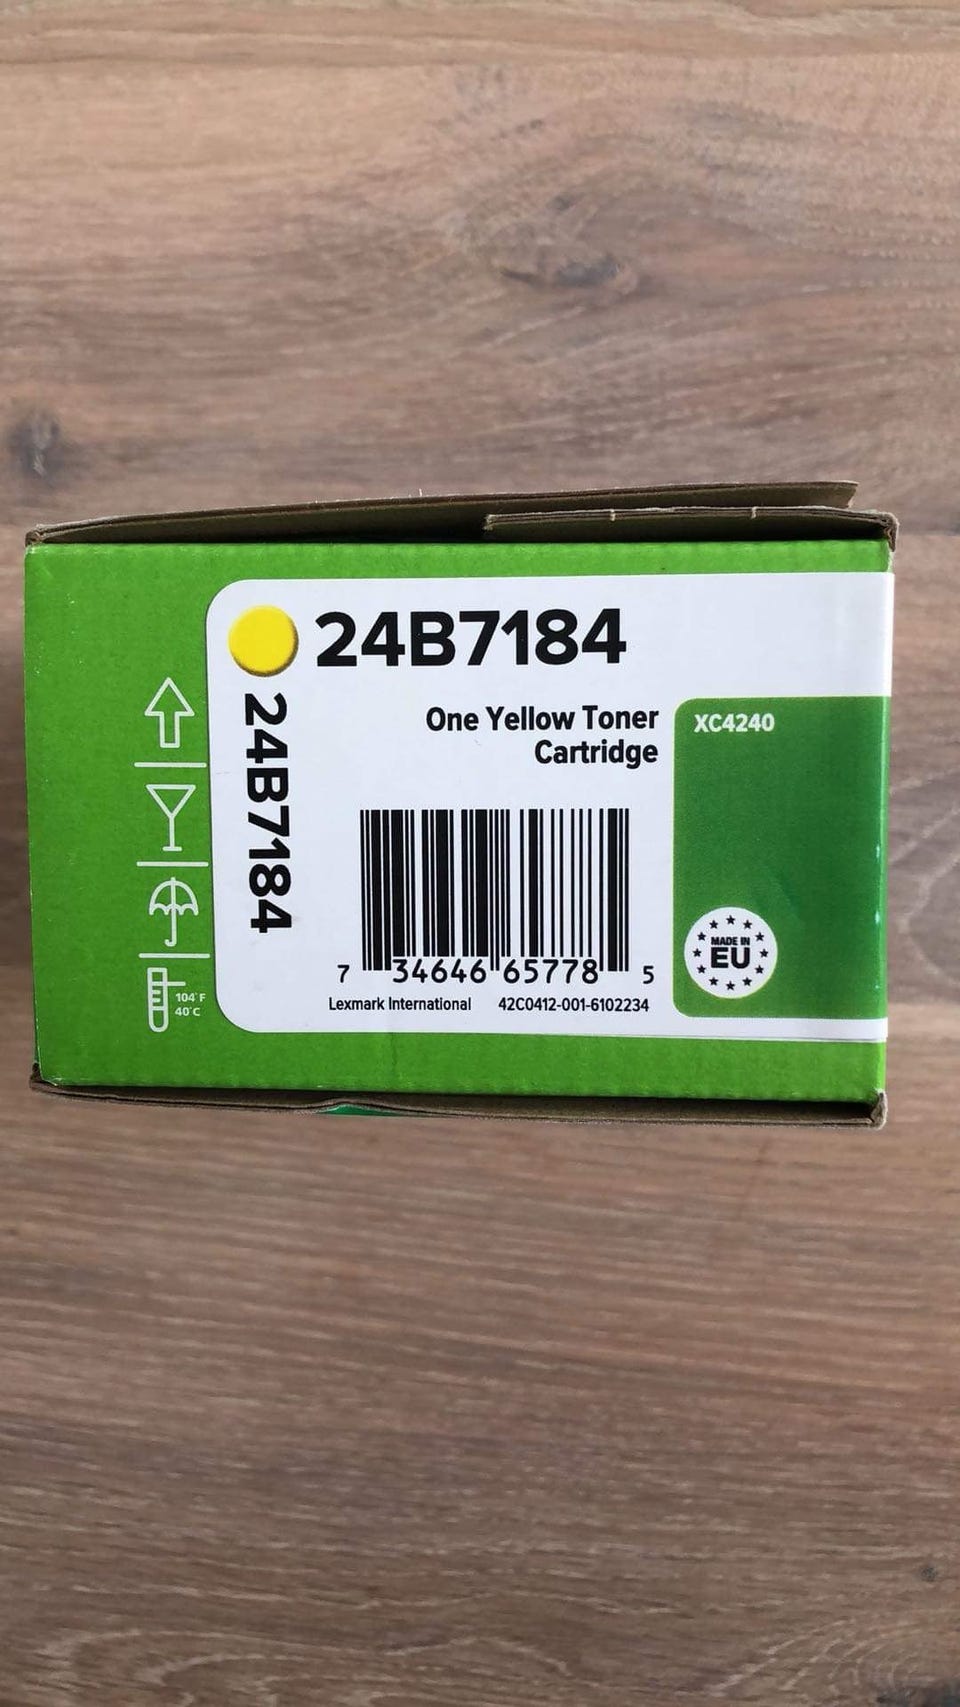 24B7184
24B7184
One Yellow Toner
Cartridge
XC4240
7 34646 65778 5
Lexmark International 42C0412-001-6102234
MADE IN
EU
104°F
40°C